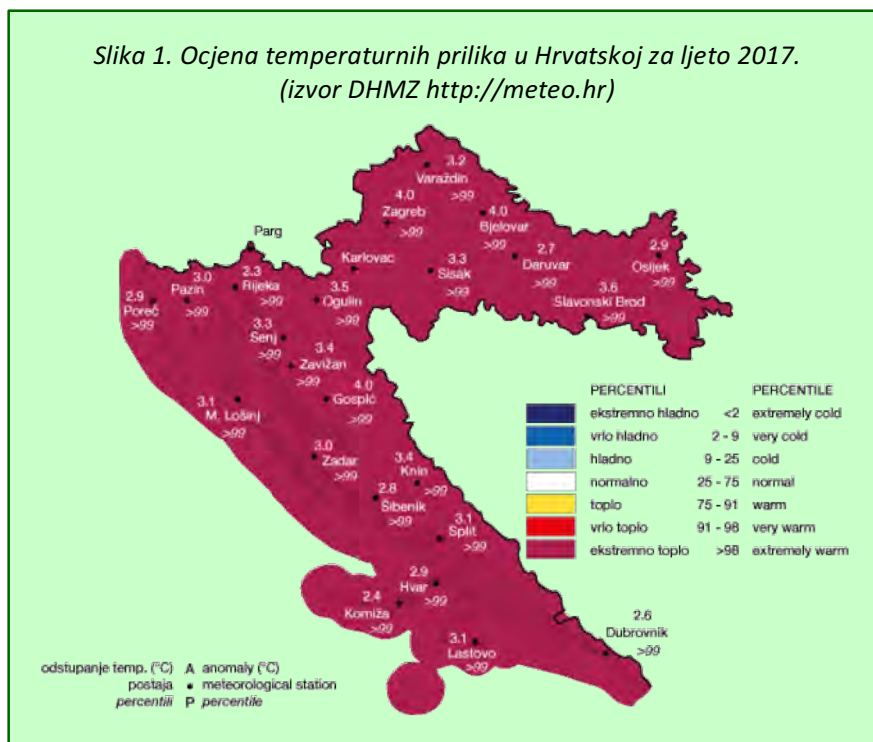 Slika 1. Ocjena temperaturnih prilika u Hrvatskoj za ljeto 2017.
(izvor DHMZ http://meteo.hr)
3.2
Varaždin
>99
4.0
Zagreb
>99
4.0
Bjelovar
>99
Parg
Karlovac
3.3
Sisak
>99
2.7
Daruvar
>99
2.9
Osijek
>99
3.6
Slavonski Brod
>99
2.9
Poreč
>99
3.0
Pazin
>99
2.3
Rijeka
>99
3.5
Ogulin
>99
3.3
Senj
>99
3.4
Zavižan
>99
4.0
Gospić
>99
3.1
M. Lošinj
>99
3.0
Zadar
>99
3.4
Knin
>99
2.8
Šibenik
>99
3.1
Split
>99
2.9
Hvar
>99
2.4
Komiža
>99
3.1
Lastovo
>99
2.6
Dubrovnik
>99
PERCENTILI PERCENTILE
ekstremno hladno <2 extremely cold
vrlo hladno 2 - 9 very cold
hladno 9 - 25 cold
normalno 25 - 75 normal
toplo 75 - 91 warm
vrlo toplo 91 - 98 very warm
ekstremno toplo >98 extremely warm
odstupanje temp. (°C) A anomaly (°C)
postaja • meteorological station
percentili P percentile